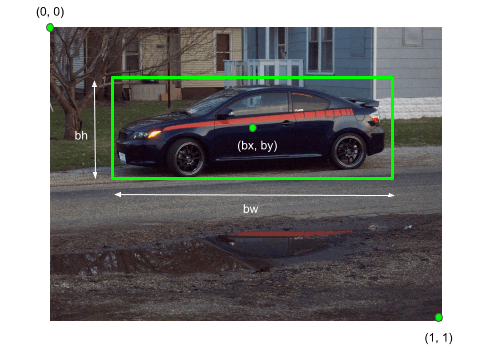 (0, 0)
bh
(bx, by)
bw
(1, 1)